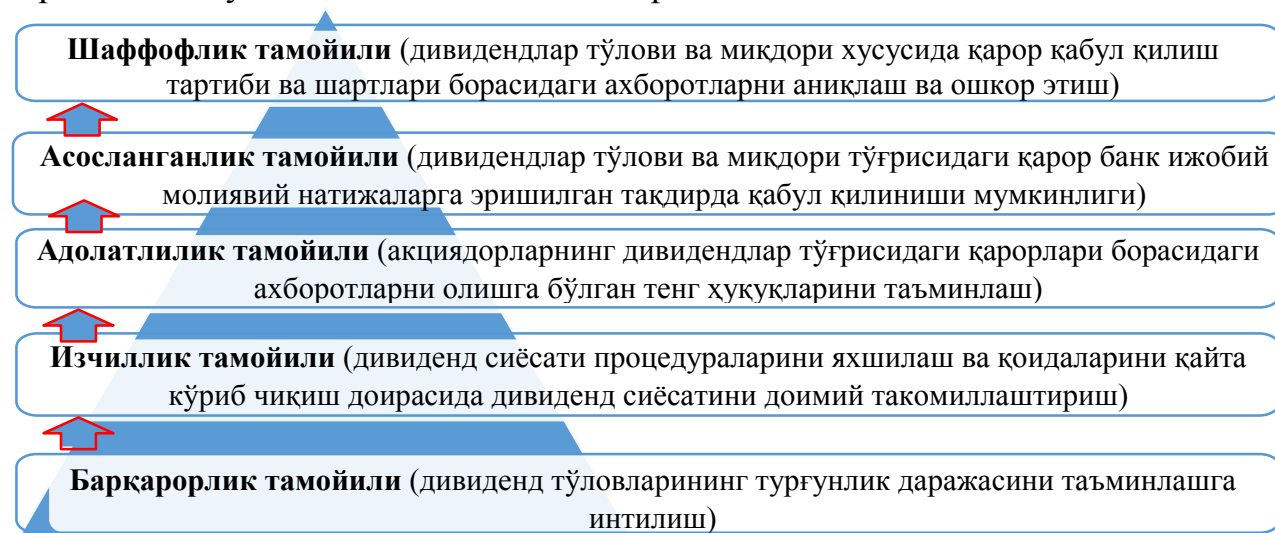 Шаффофлик тамойили (дивидендлар тўлови ва миқдори хусусида қарор қабул қилиш
тартиби ва шартлари борасидаги ахборотларни аниқлаш ва ошкор этиш)
Асосланганлик тамойили (дивидендлар тўлови ва миқдори тўғрисидаги қарор банк ижобий
молиявий натижаларга эришилган тақдирда қабул қилиниши мумкинлиги)
Адолатлилик тамойили (акциядорларнинг дивидендлар тўғрисидаги қарорлари борасидаги
ахборотларни олишга бўлган тенг ҳуқуқларини таъминлаш)
Изчиллик тамойили (дивиденд сиёсати процедураларини яхшилаш ва қоидаларини қайта
кўриб чиқиш доирасида дивиденд сиёсатини доимий такомиллаштириш)
Барқарорлик тамойили (дивиденд тўловларининг турғунлик даражасини таъминлашга
интилиш)